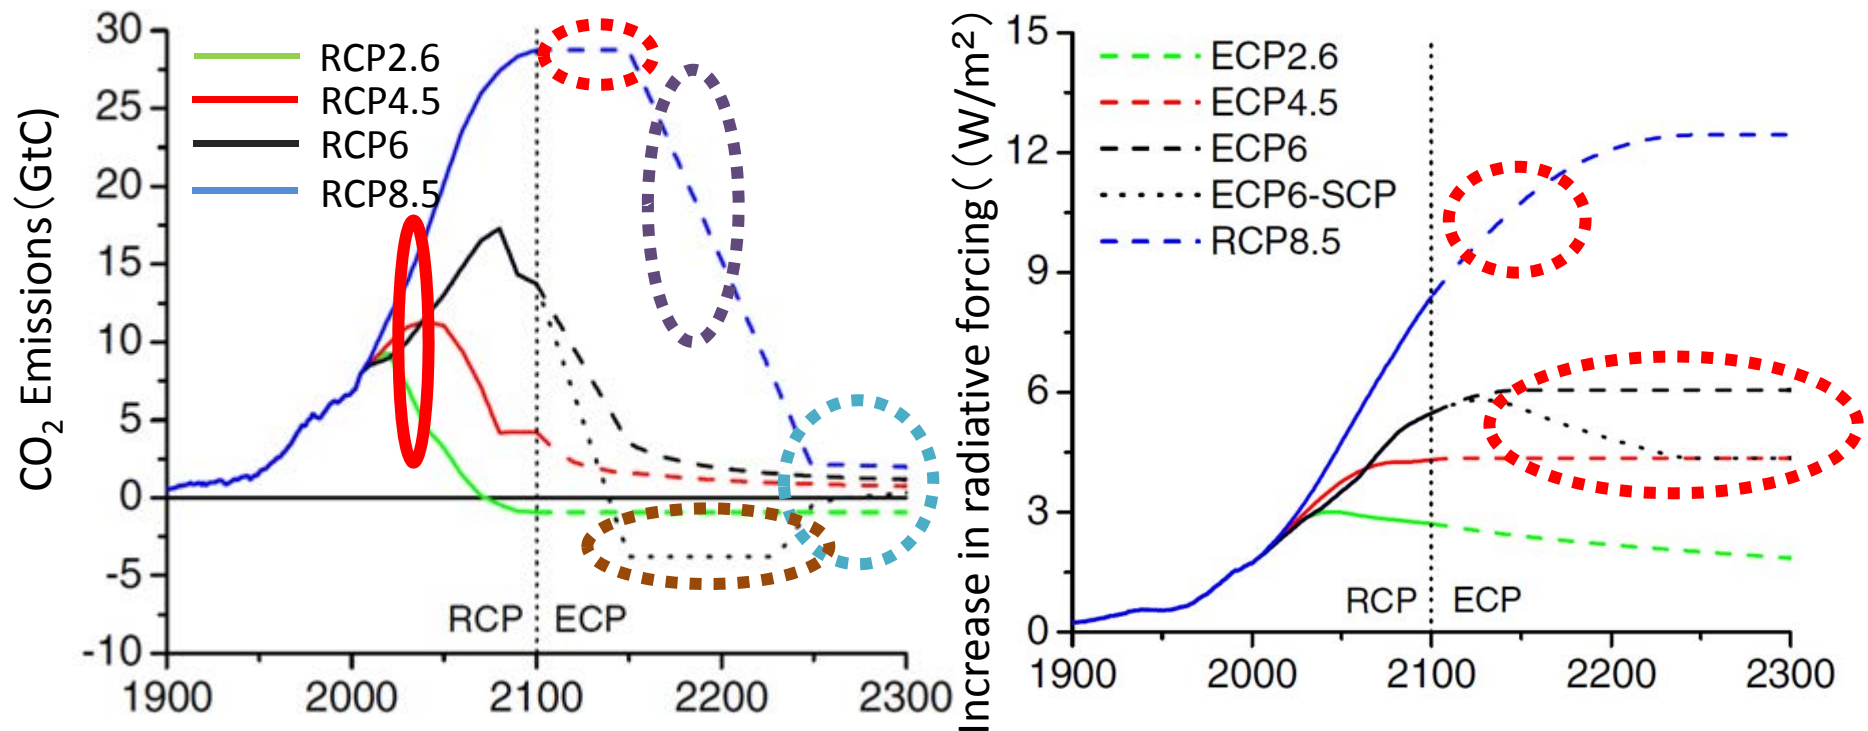 CO2 Emissions(GtC)
30
25
20
15
10
5
0
-5
-10
1900
2000
2100
2200
2300
RCP2.6
RCP4.5
RCP6
RCP8.5
RCP
ECP
Increase in radiative forcing((W/m²)
15
12
9
6
3
0
1900
2000
2100
2200
2300
ECP2.6
ECP4.5
ECP6
ECP6-SCP
RCP8.5
RCP
ECP